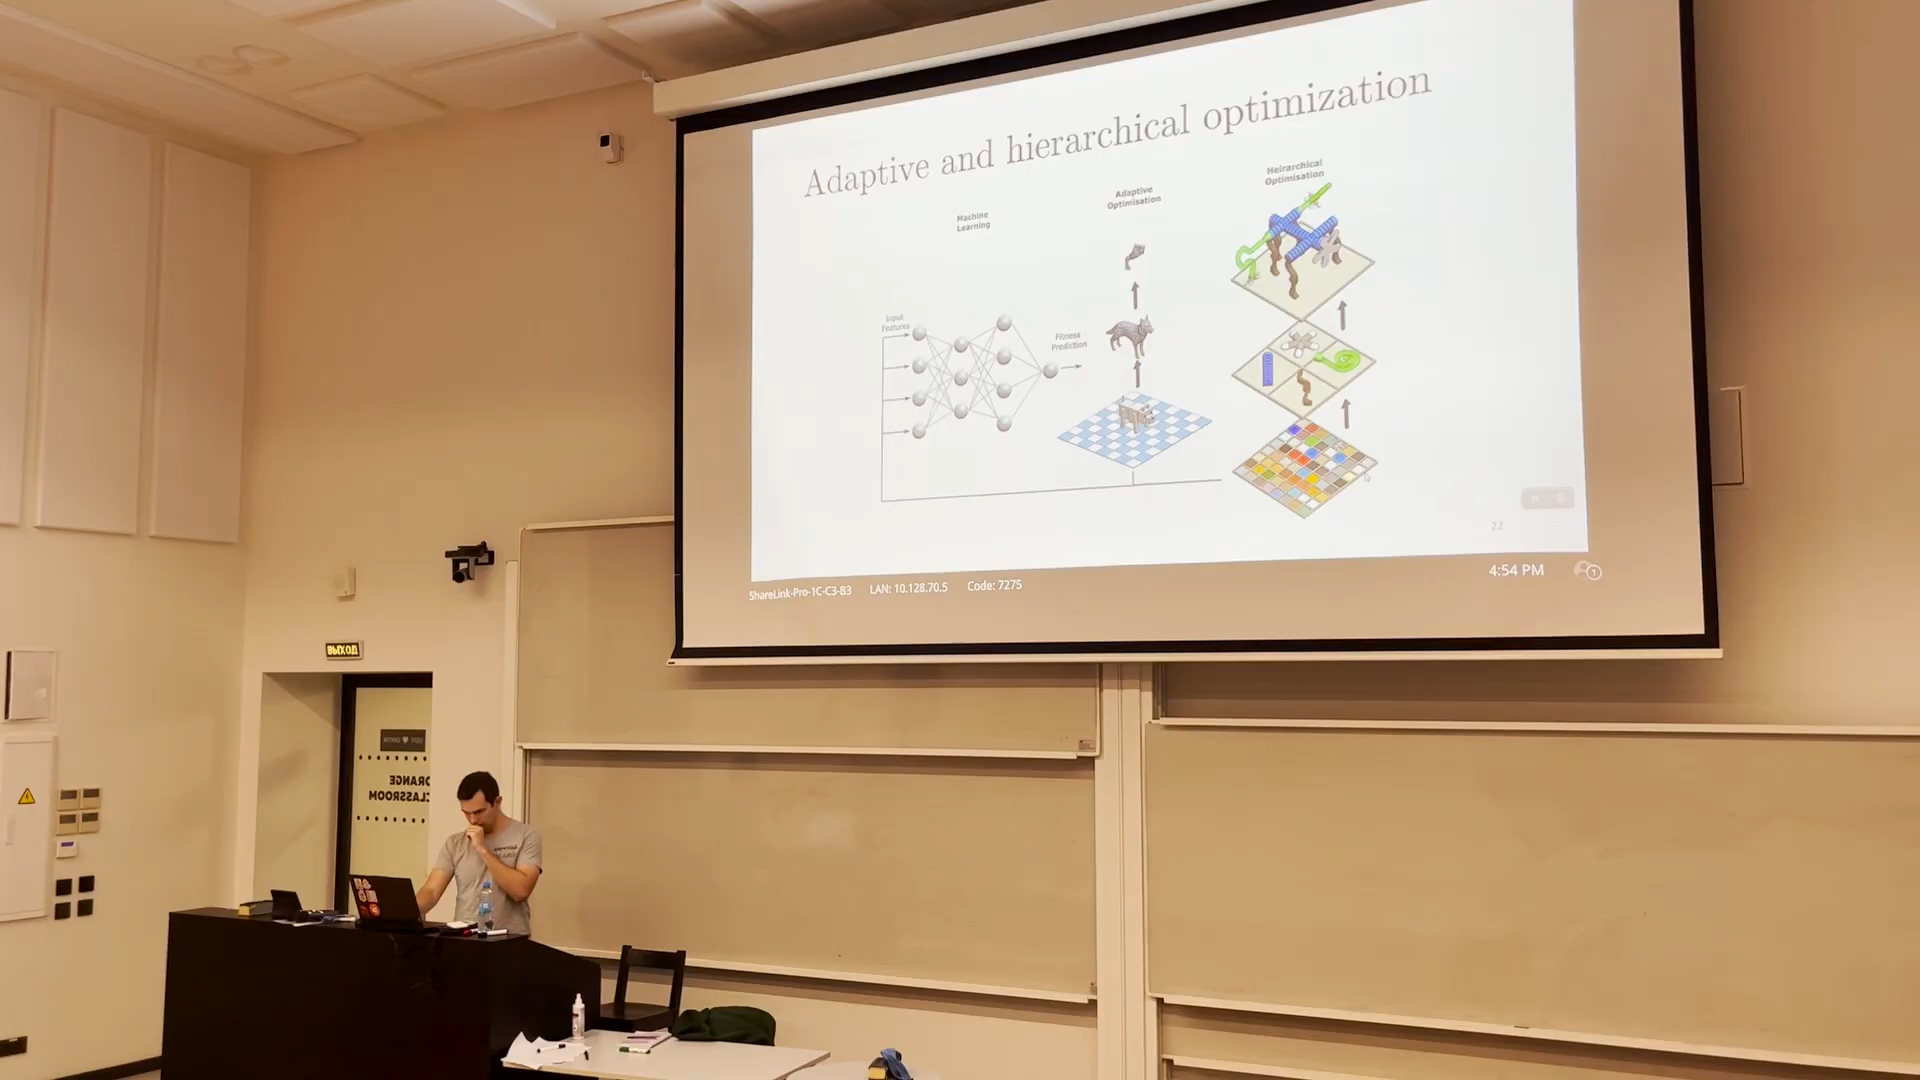 Adaptive and hierarchical optimization
Heirarchical
Optimisation
Adaptive
Optimisation
Machine
Learning
Input
Features
Fitness
Prediction
22
4:54 PM
ShareLink-Pro-1C-C3-B3 LAN: 10.128.70.5 Code: 7275
ВЫХОД
ORANGE
CLASSROOM